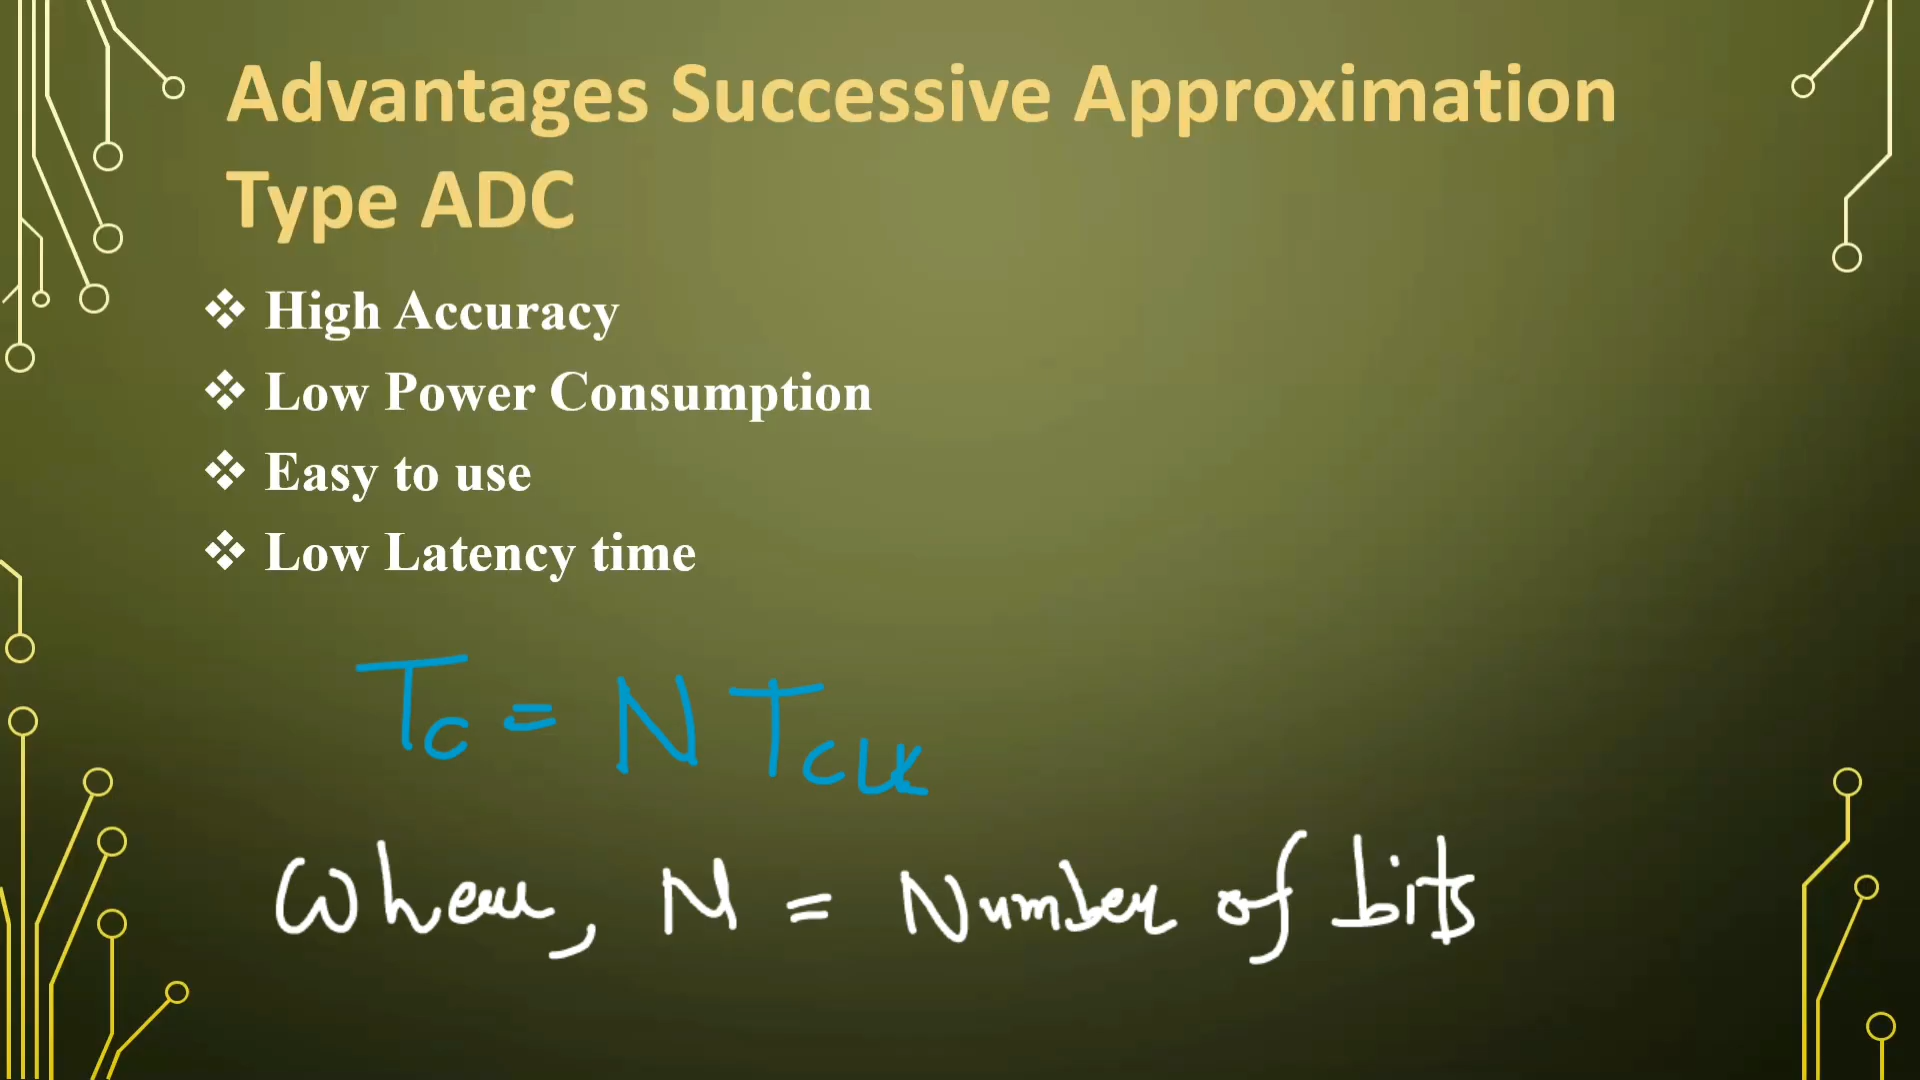 Advantages Successive Approximation
Type ADC
❖ High Accuracy
❖ Low Power Consumption
❖ Easy to use
❖ Low Latency time
Tc = N TCLK
Where, N = Number of bits